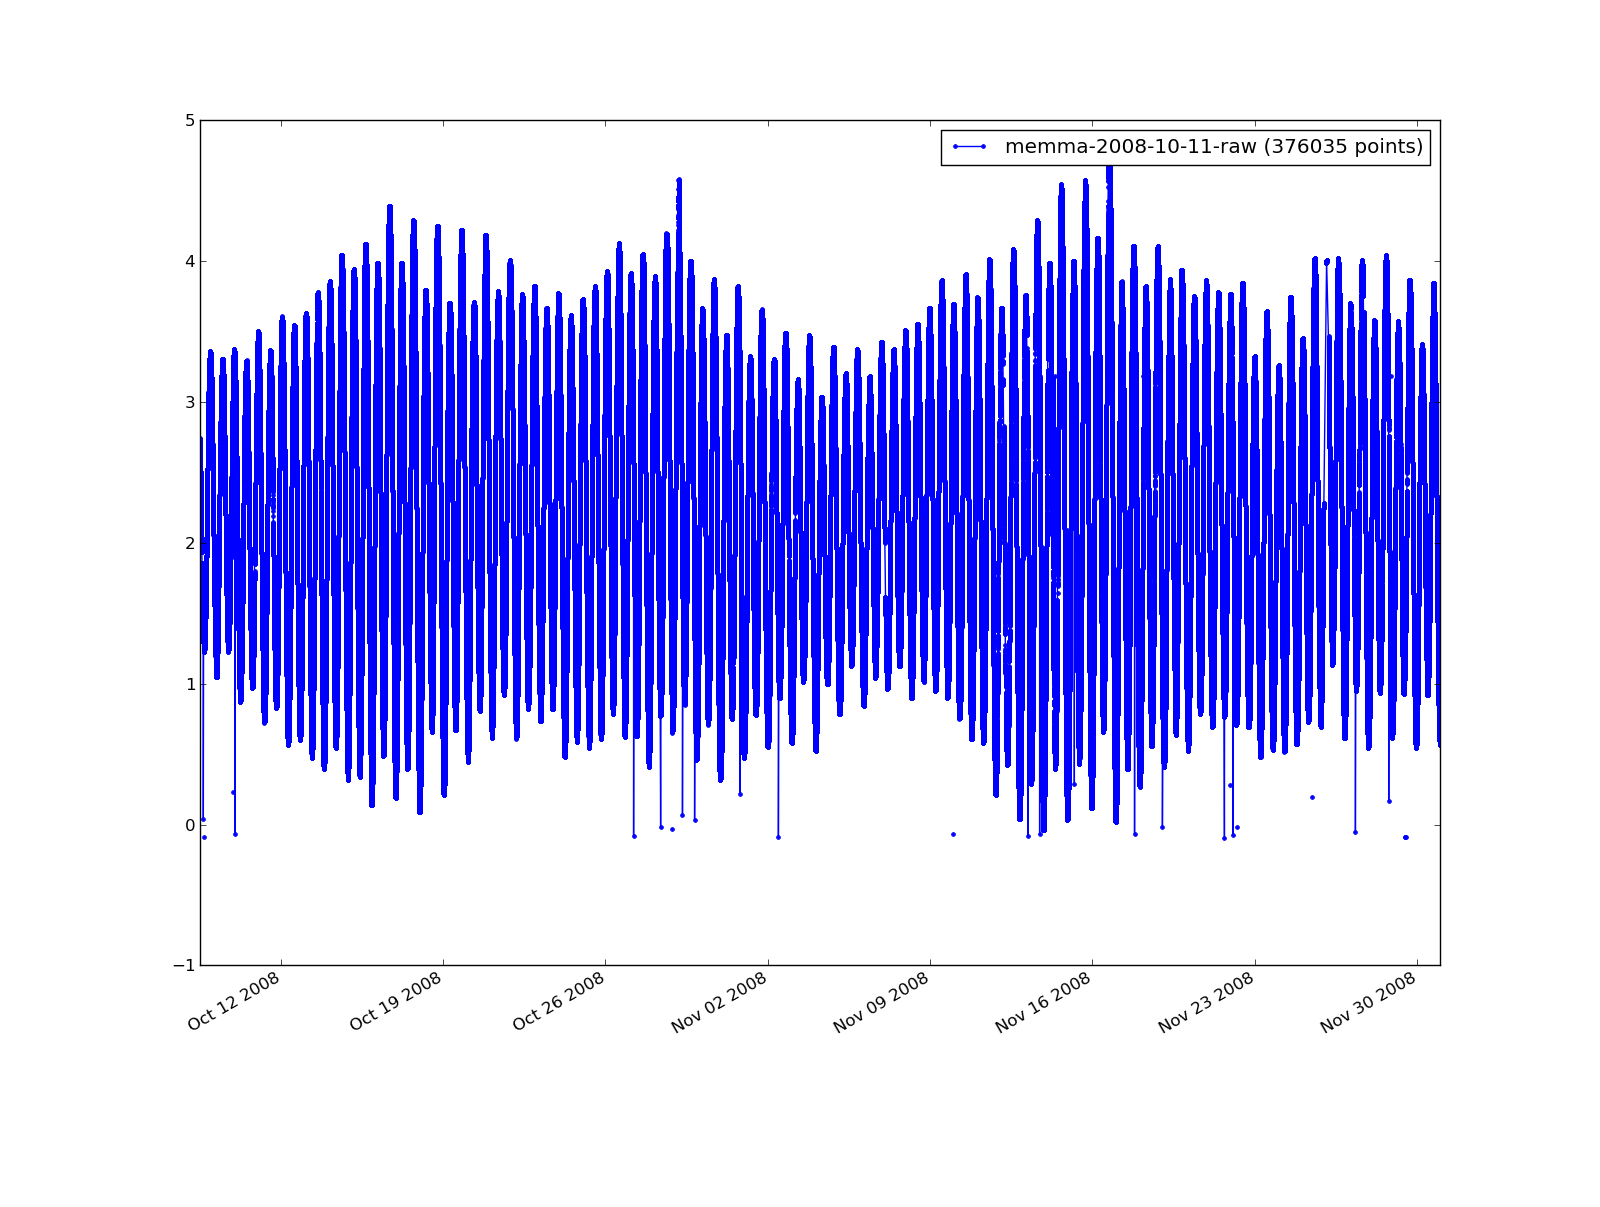 memma-2008-10-11-raw (376035 points)
5
4
3
2
1
0
−1
Oct 12 2008
Oct 19 2008
Oct 26 2008
Nov 02 2008
Nov 09 2008
Nov 16 2008
Nov 23 2008
Nov 30 2008